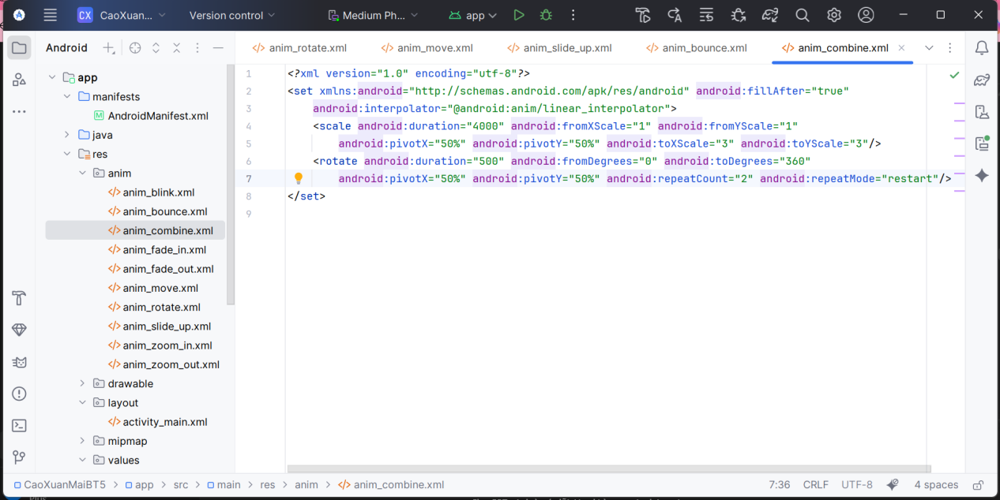 CX CaoXuan... Version control Medium Ph... app
Android
anim_rotate.xml anim_move.xml anim_slide_up.xml anim_bounce.xml anim_combine.xml
app
manifests
AndroidManifest.xml
java
res
anim
anim_blink.xml
anim_bounce.xml
anim_combine.xml
anim_fade_in.xml
anim_fade_out.xml
anim_move.xml
anim_rotate.xml
anim_slide_up.xml
anim_zoom_in.xml
anim_zoom_out.xml
drawable
layout
activity_main.xml
mipmap
values
1 <?xml version="1.0" encoding="utf-8"?>
2 <set xmlns:android="http://schemas.android.com/apk/res/android" android:fillAfter="true"
3 android:interpolator="@android:anim/linear_interpolator">
4 <scale android:duration="4000" android:fromXScale="1" android:fromYScale="1"
5 android:pivotX="50%" android:pivotY="50%" android:toXScale="3" android:toYScale="3"/>
6 <rotate android:duration="500" android:fromDegrees="0" android:toDegrees="360"
7 android:pivotX="50%" android:pivotY="50%" android:repeatCount="2" android:repeatMode="restart"/>
8 </set>
9
CaoXuanMaiBT5 > app > src > main > res > anim > anim_combine.xml 7:36 CRLF UTF-8 4 spaces